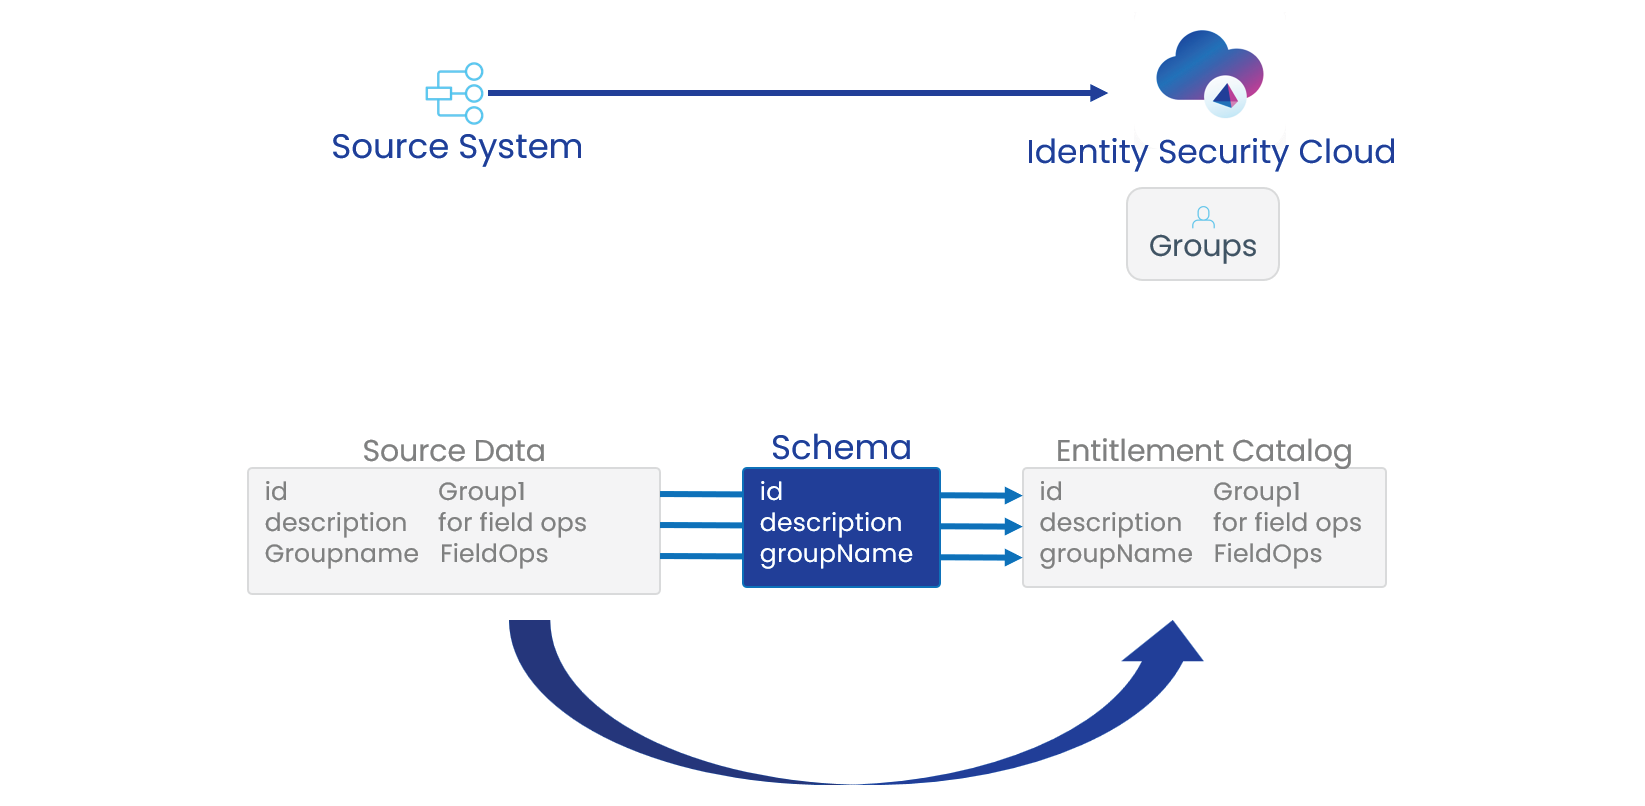 Source System
Identity Security Cloud
Groups
Source Data
id Group1
description for field ops
Groupname FieldOps
Schema
id
description
groupName
Entitlement Catalog
id Group1
description for field ops
groupName FieldOps